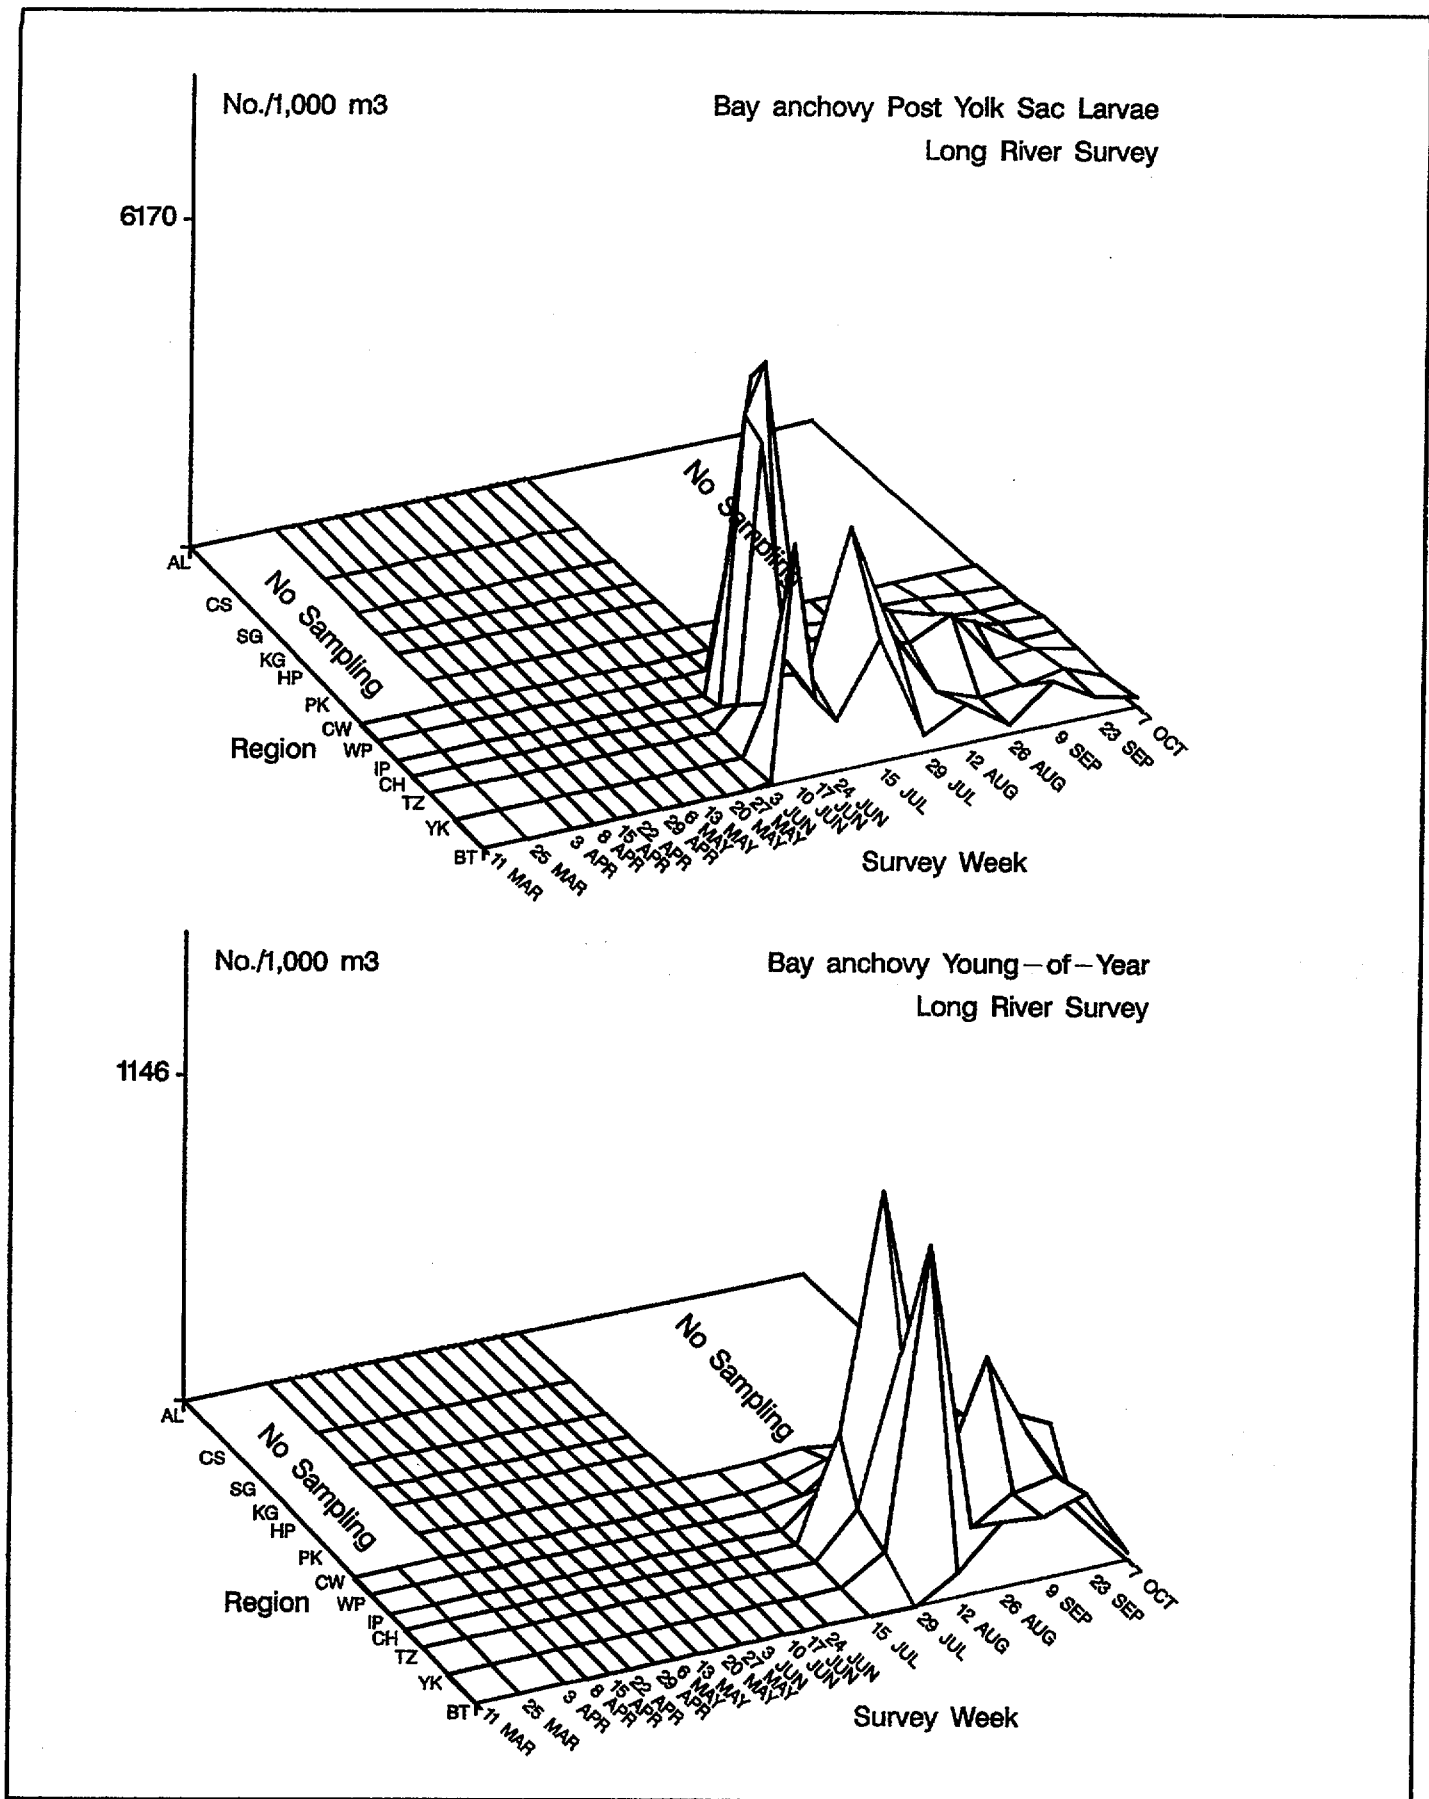 No./1,000 m3
Bay anchovy Post Yolk Sac Larvae
Long River Survey
6170
No Sampling
No Sampling
AL
CS
SG
KG
HP
PK
CW
WP
IP
CH
TZ
YK
BT
Region
11 MAR
25 MAR
3 APR
8 APR
15 APR
22 APR
29 APR
6 MAY
13 MAY
20 MAY
27 MAY
3 JUN
10 JUN
17 JUN
24 JUN
15 JUL
29 JUL
12 AUG
26 AUG
9 SEP
23 SEP
7 OCT
Survey Week
No./1,000 m3
Bay anchovy Young-of-Year
Long River Survey
1146
No Sampling
No Sampling
AL
CS
SG
KG
HP
PK
CW
WP
IP
CH
TZ
YK
BT
Region
11 MAR
25 MAR
3 APR
8 APR
15 APR
22 APR
29 APR
6 MAY
13 MAY
20 MAY
27 MAY
3 JUN
10 JUN
17 JUN
24 JUN
15 JUL
29 JUL
12 AUG
26 AUG
9 SEP
23 SEP
7 OCT
Survey Week